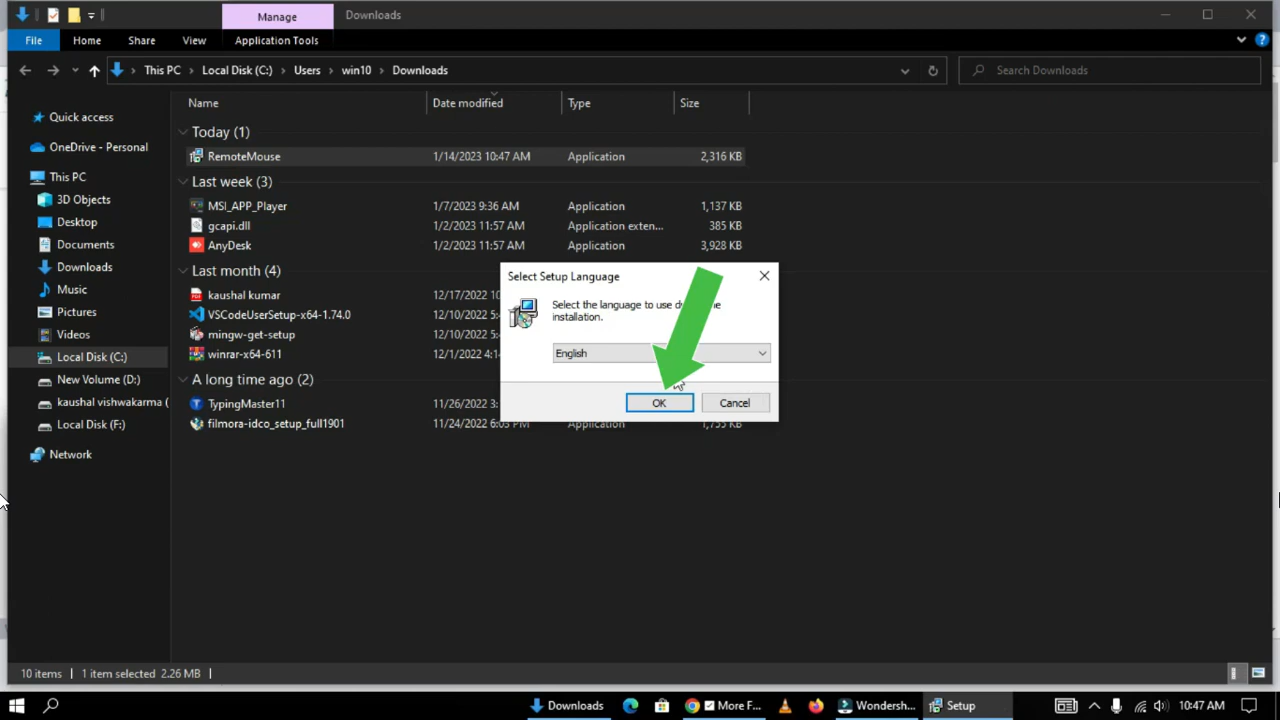 Manage
Downloads
File
Home
Share
View
Application Tools
This PC
Local Disk (C:)
Users
win10
Downloads
Search Downloads
Name
Date modified
Type
Size
Quick access
OneDrive - Personal
This PC
3D Objects
Desktop
Documents
Downloads
Music
Pictures
Videos
Local Disk (C:)
New Volume (D:)
kaushal vishwakarma (
Local Disk (F:)
Network
Today (1)
RemoteMouse 1/14/2023 10:47 AM Application 2,316 KB
Last week (3)
MSI_APP_Player 1/7/2023 9:36 AM Application 1,137 KB
gcapi.dll 1/2/2023 11:57 AM Application exten... 385 KB
AnyDesk 1/2/2023 11:57 AM Application 3,928 KB
Last month (4)
kaushal kumar 12/17/2022
VSCodeUserSetup-x64-1.74.0 12/10/2022
mingw-get-setup 12/10/2022
winrar-x64-611 12/1/2022
A long time ago (2)
TypingMaster11 11/26/2022
filmora-idco_setup_full1901 11/24/2022 6:03 PM Application 1,755 KB
Select Setup Language
Select the language to use
installation.
English
OK
Cancel
10 items
1 item selected 2.26 MB
Downloads
More F...
Wondersh...
Setup
10:47 AM